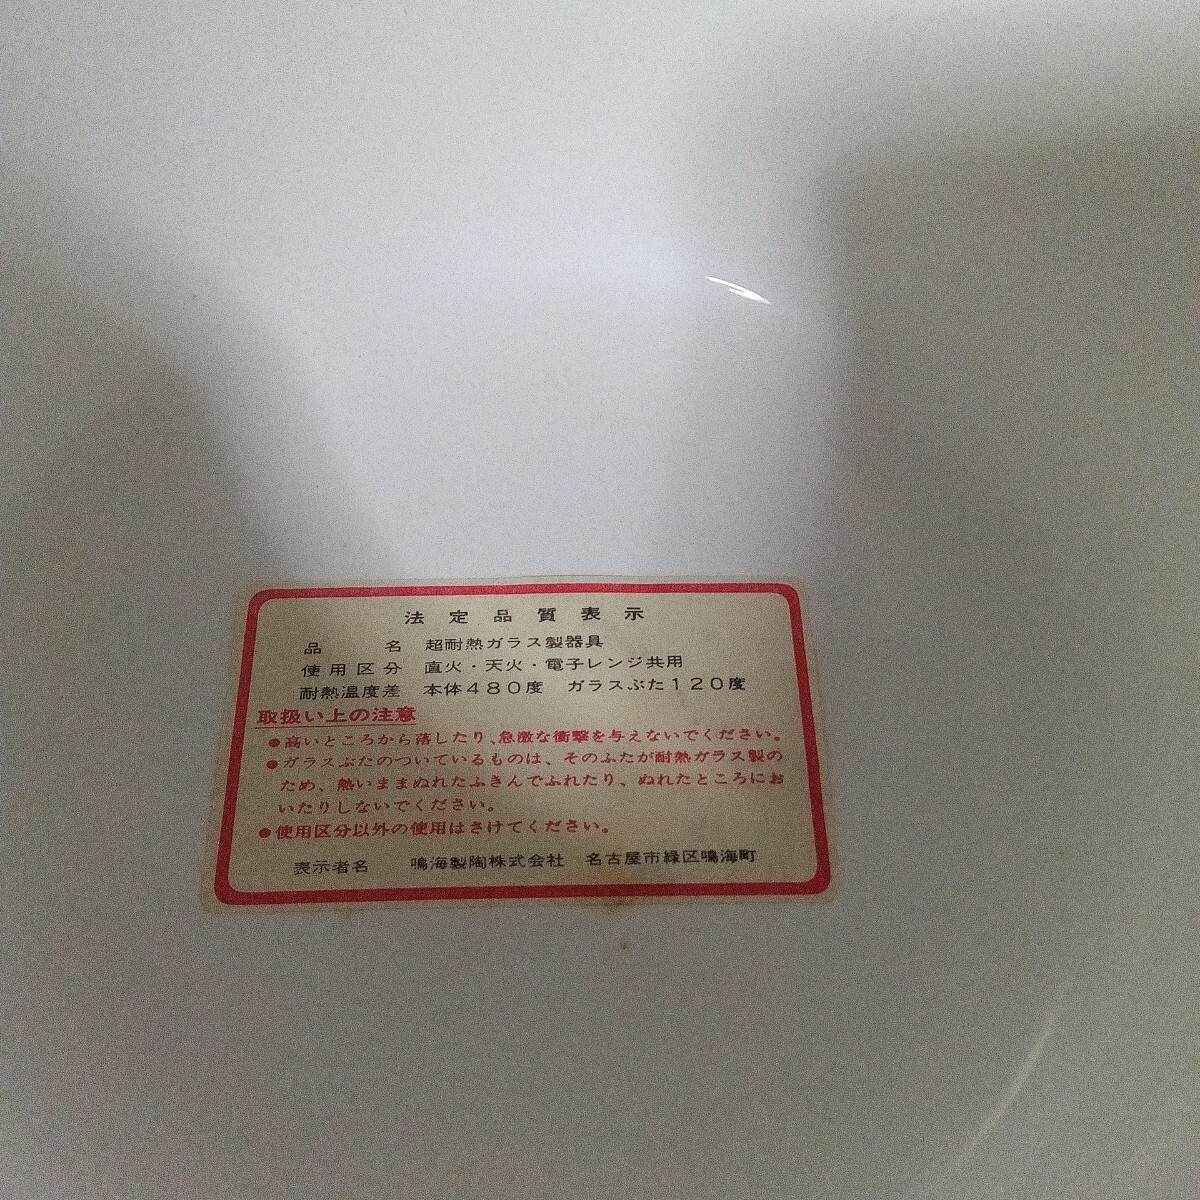 法定品質表示
品名 超耐熱ガラス製器具
使用区分 直火・天火・電子レンジ共用
耐熱温度差 本体480度 ガラスぶた120度
取扱い上の注意
●高いところから落したり、急激な衝撃を与えないでください。
●ガラスぶたのついているものは、そのふたが耐熱ガラス製の
ため、熱いままぬれたふきんでふれたり、ぬれたところにお
いたりしないでください。
●使用区分以外の使用はさけてください。
表示者名 鳴海製陶株式会社 名古屋市緑区鳴海町